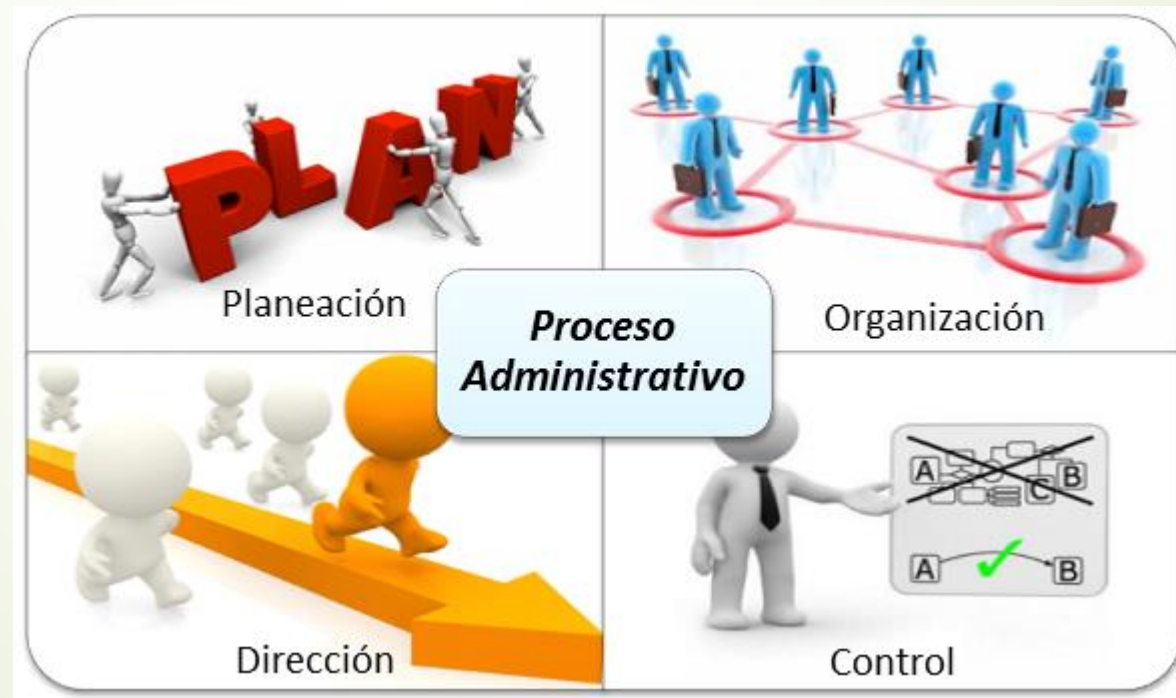 PLAN
Planeación
Organización
Proceso
Administrativo
Dirección
Control
A
B
C
A
B